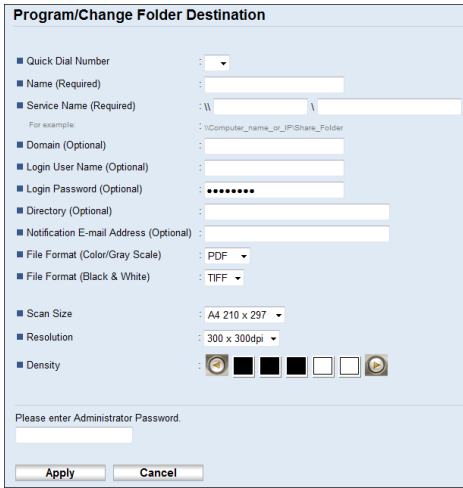 Program/Change Folder Destination
Quick Dial Number :
Name (Required) :
Service Name (Required) : \\ \
For example: : \\Computer_name_or_IP\Share_Folder
Domain (Optional) :
Login User Name (Optional) :
Login Password (Optional) : ••••••••
Directory (Optional) :
Notification E-mail Address (Optional) :
File Format (Color/Gray Scale) : PDF
File Format (Black & White) : TIFF
Scan Size : A4 210 x 297
Resolution : 300 x 300dpi
Density :
Please enter Administrator Password.
Apply Cancel